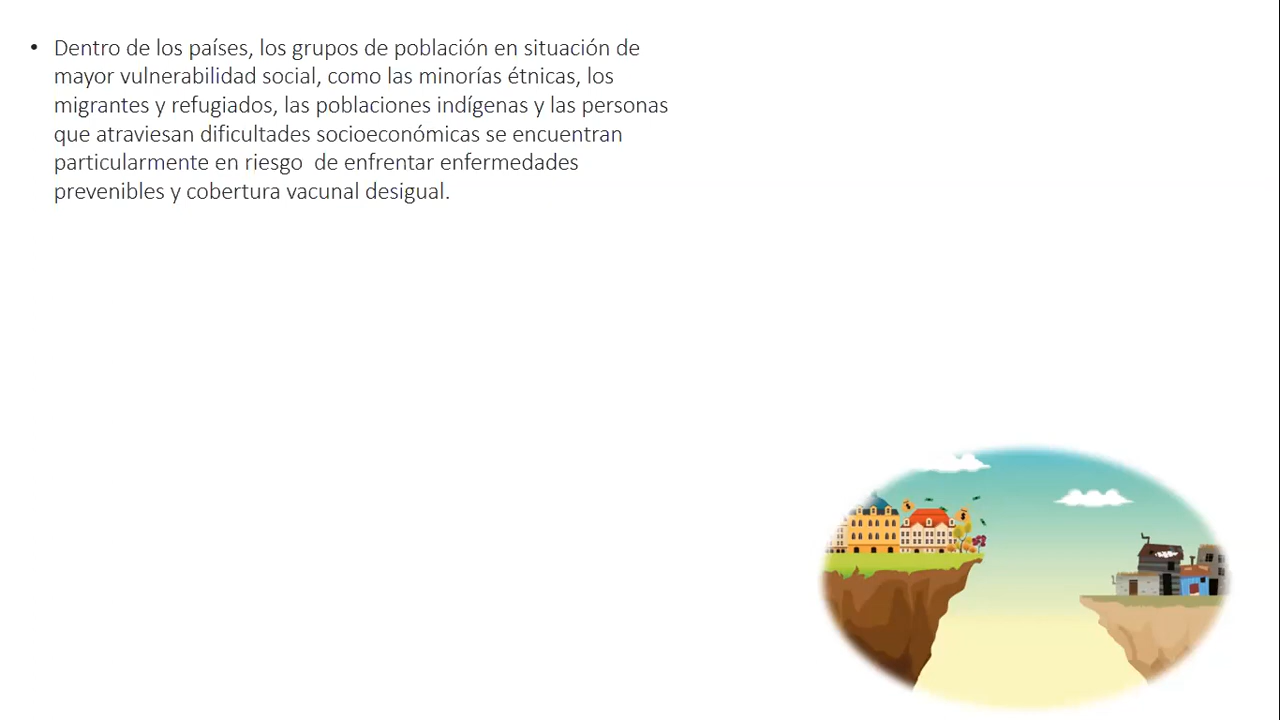 • Dentro de los países, los grupos de población en situación de
mayor vulnerabilidad social, como las minorías étnicas, los
migrantes y refugiados, las poblaciones indígenas y las personas
que atraviesan dificultades socioeconómicas se encuentran
particularmente en riesgo  de enfrentar enfermedades
prevenibles y cobertura vacunal desigual.